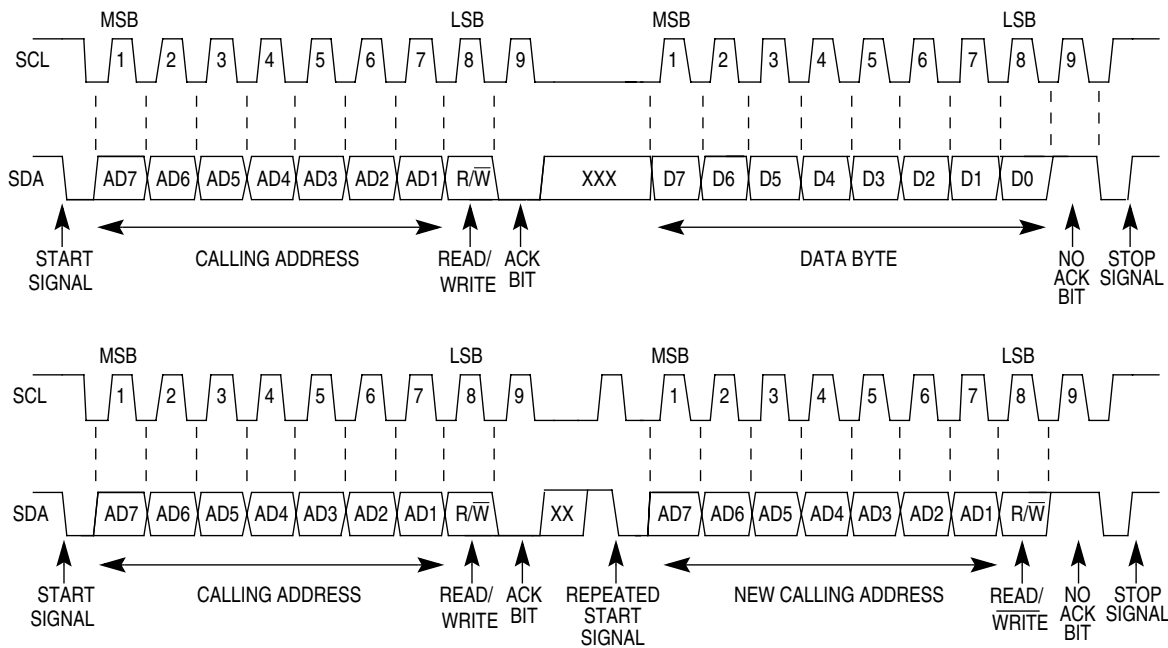 MSB LSB MSB LSB
SCL 1 2 3 4 5 6 7 8 9 1 2 3 4 5 6 7 8 9
SDA AD7 AD6 AD5 AD4 AD3 AD2 AD1 R/W̅ XXX D7 D6 D5 D4 D3 D2 D1 D0
START SIGNAL
CALLING ADDRESS
READ/
WRITE
ACK
BIT
DATA BYTE
NO
ACK
BIT
STOP
SIGNAL
MSB LSB MSB LSB
SCL 1 2 3 4 5 6 7 8 9 1 2 3 4 5 6 7 8 9
SDA AD7 AD6 AD5 AD4 AD3 AD2 AD1 R/W̅ XX AD7 AD6 AD5 AD4 AD3 AD2 AD1 R/W̅
START
SIGNAL
CALLING ADDRESS
READ/
WRITE
ACK
BIT
REPEATED
START
SIGNAL
NEW CALLING ADDRESS
READ/
W̅R̅I̅T̅E̅
NO
ACK
BIT
STOP
SIGNAL